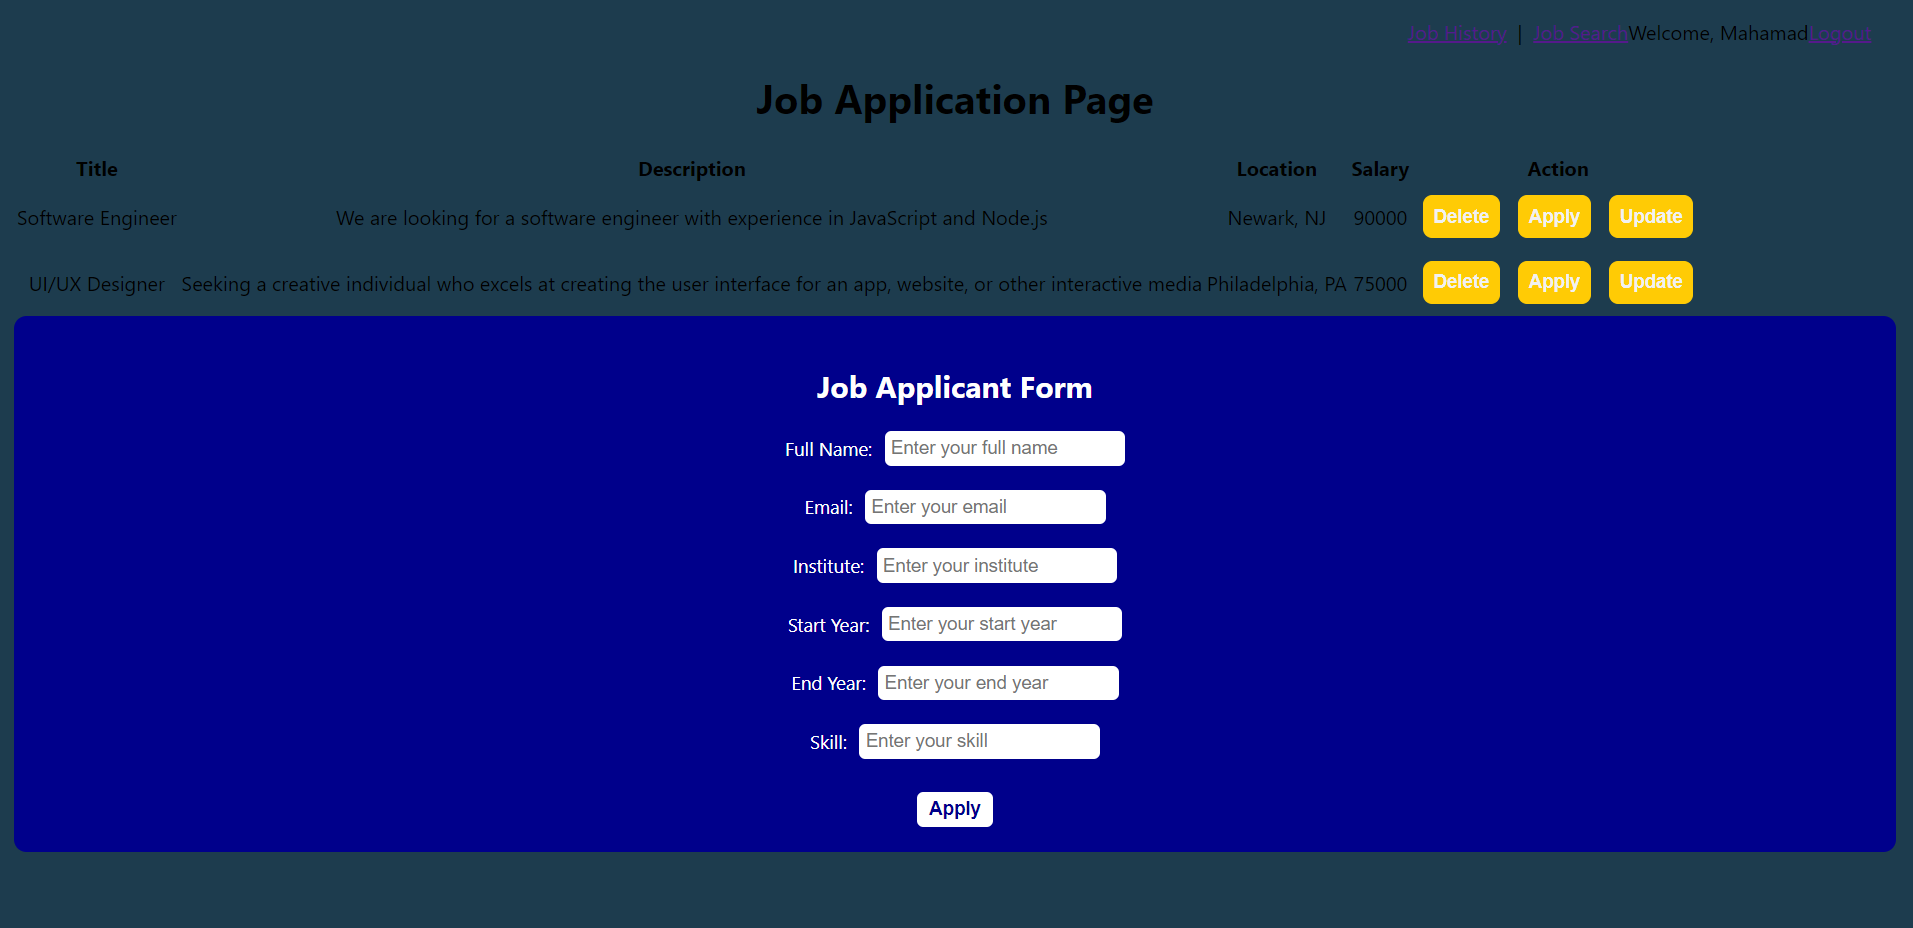 Job History | Job SearchWelcome, MahamadLogout
Job Application Page
Title Description Location Salary Action
Software Engineer We are looking for a software engineer with experience in JavaScript and Node.js Newark, NJ 90000 Delete Apply Update
UI/UX Designer Seeking a creative individual who excels at creating the user interface for an app, website, or other interactive media Philadelphia, PA 75000 Delete Apply Update
Job Applicant Form
Full Name: Enter your full name
Email: Enter your email
Institute: Enter your institute
Start Year: Enter your start year
End Year: Enter your end year
Skill: Enter your skill
Apply